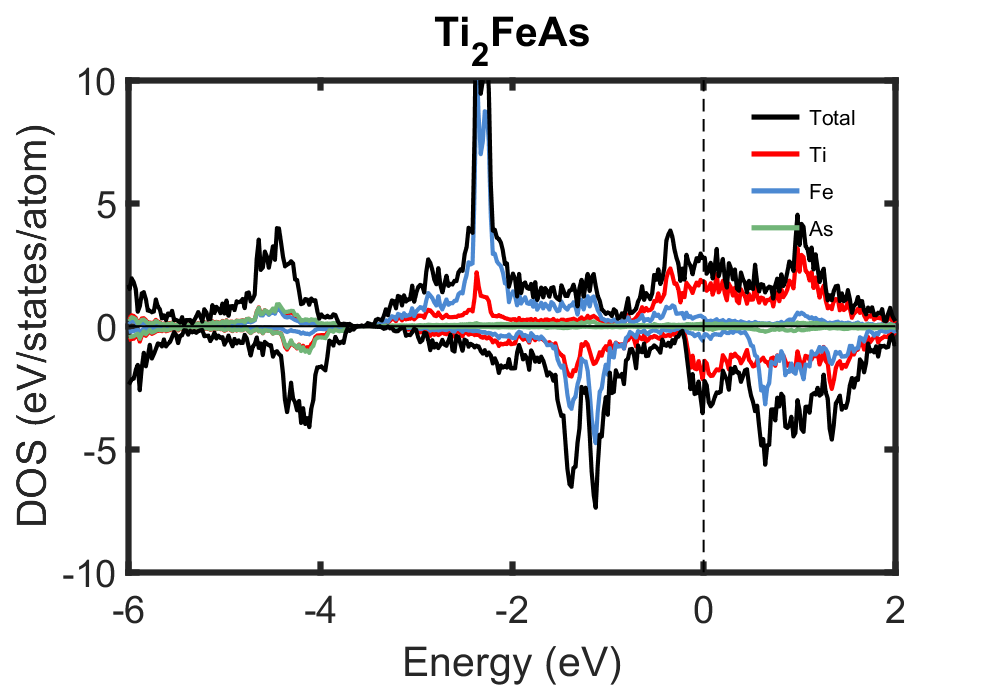 Ti₂FeAs
10
5
0
-5
-10
DOS (eV/states/atom)
Total
Ti
Fe
As
-6 -4 -2 0 2
Energy (eV)